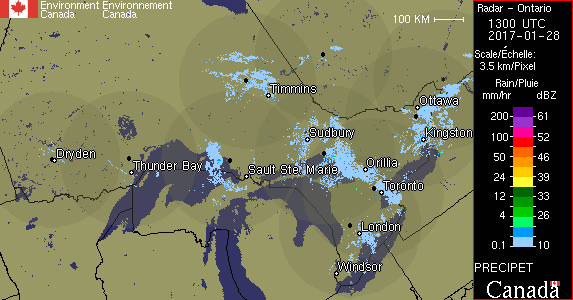 Environment Environnement
Canada Canada
100 KM
Timmins
Ottawa
Sudbury
Kingston
Dryden
Thunder Bay
Sault Ste. Marie
Orillia
Toronto
London
Windsor
Radar - Ontario
1300 UTC
2017-01-28
Scale/Échelle:
3.5 km/Pixel
Rain/Pluie
mm/hr dBZ
200 61
100 52
50 46
24 39
12 33
4 26
0.1 10
PRECIPET
Canada